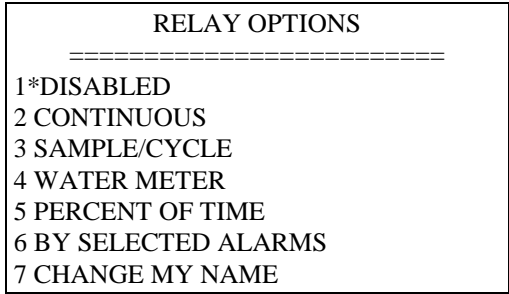 RELAY OPTIONS
=========================
1*DISABLED
2 CONTINUOUS
3 SAMPLE/CYCLE
4 WATER METER
5 PERCENT OF TIME
6 BY SELECTED ALARMS
7 CHANGE MY NAME